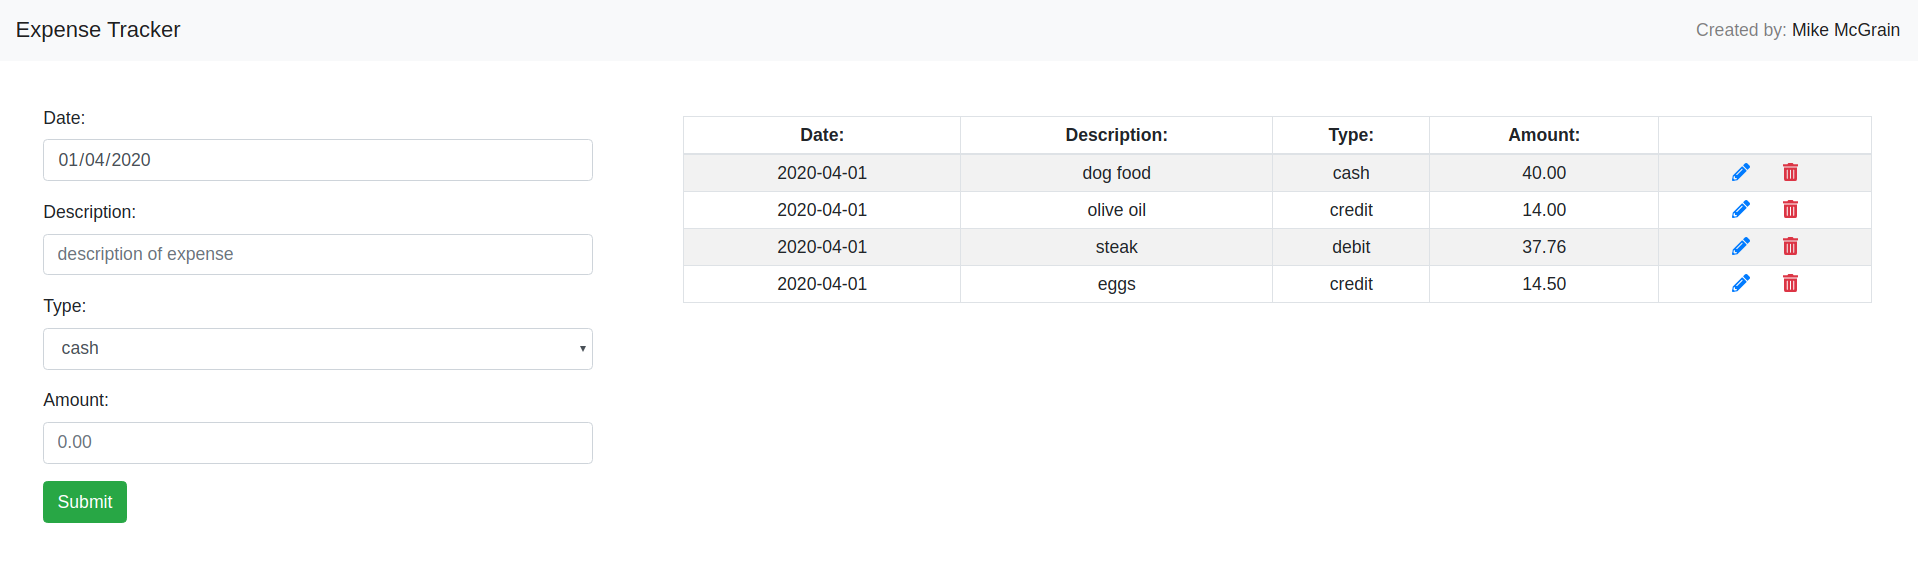 Expense Tracker
Created by: Mike McGrain
Date:
01/04/2020
Description:
description of expense
Type:
cash
Amount:
0.00
Submit
Date: Description: Type: Amount:
2020-04-01 dog food cash 40.00
2020-04-01 olive oil credit 14.00
2020-04-01 steak debit 37.76
2020-04-01 eggs credit 14.50